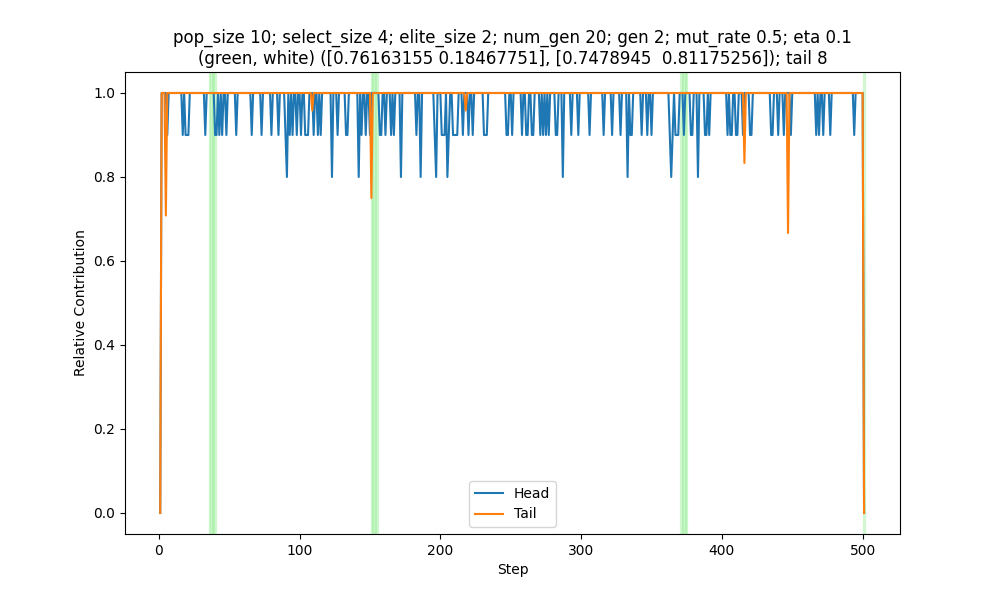 pop_size 10; select_size 4; elite_size 2; num_gen 20; gen 2; mut_rate 0.5; eta 0.1
(green, white) ([0.76163155 0.18467751], [0.7478945  0.81175256]); tail 8
Relative Contribution
1.0
0.8
0.6
0.4
0.2
0.0
Head
Tail
0
100
200
300
400
500
Step